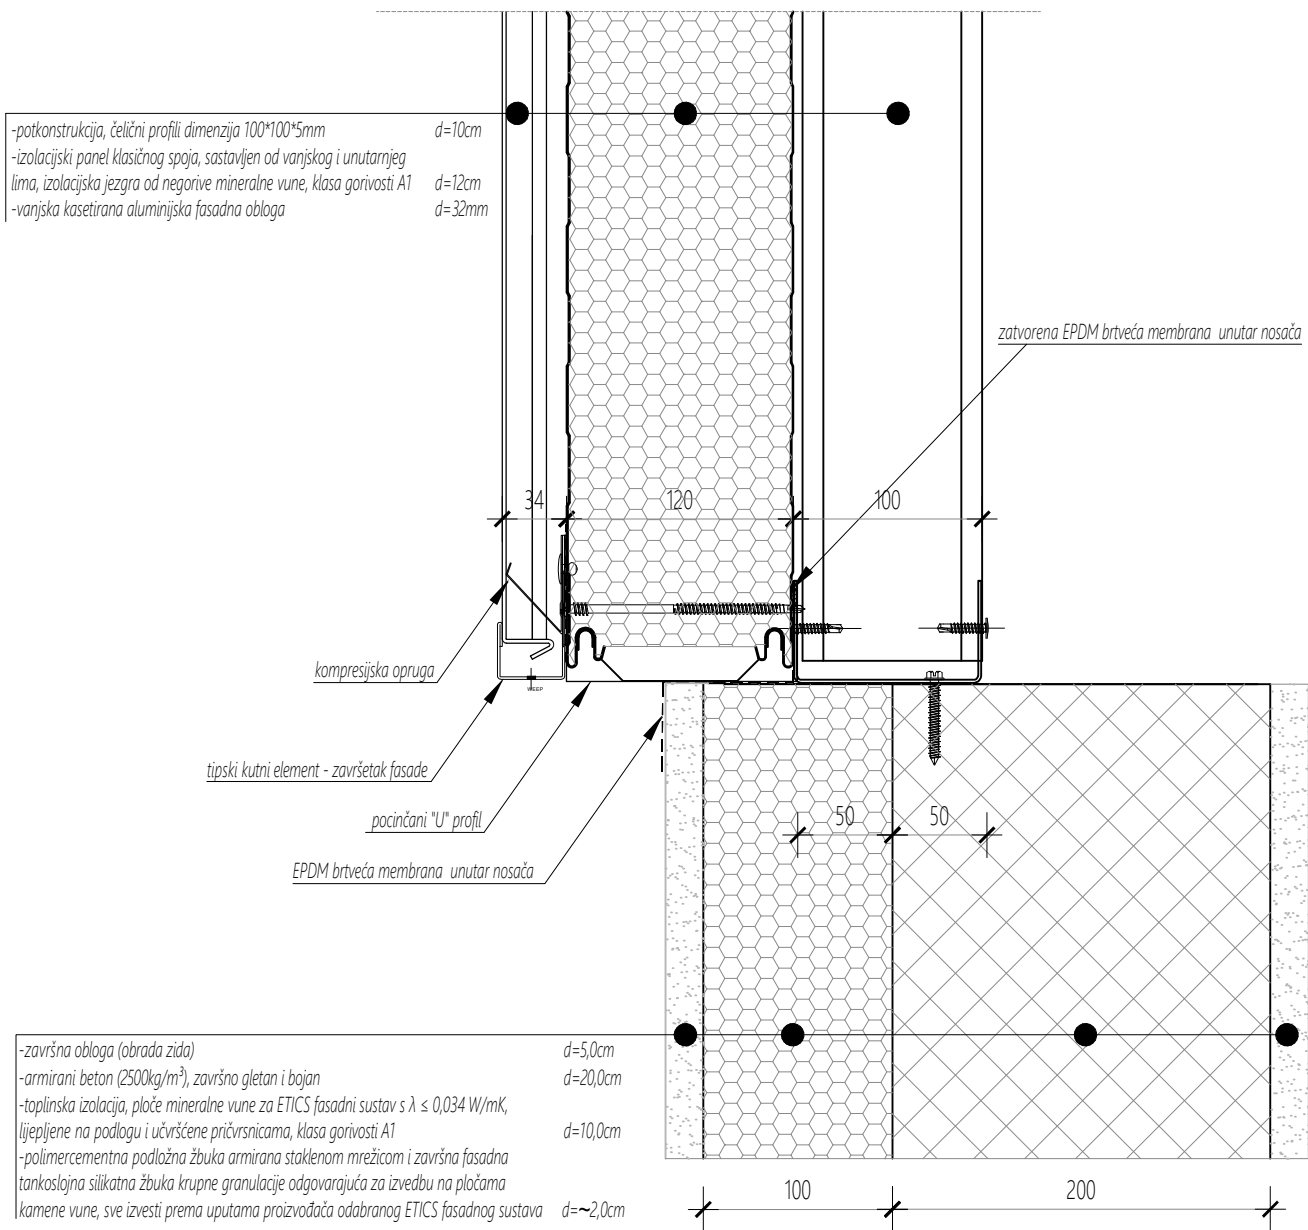 -potkonstrukcija, čelični profili dimenzija 100*100*5mm d=10cm
-izolacijski panel klasičnog spoja, sastavljen od vanjskog i unutarnjeg
lima, izolacijska jezgra od negorive mineralne vune, klasa gorivosti A1 d=12cm
-vanjska kasetirana aluminijska fasadna obloga d=32mm
zatvorena EPDM brtveća membrana unutar nosača
34 120 100
kompresijska opruga
WEEP
tipski kutni element - završetak fasade
pocinčani "U" profil
50 50
EPDM brtveća membrana unutar nosača
-završna obloga (obrada zida) d=5,0cm
-armirani beton (2500kg/m³), završno gletan i bojan d=20,0cm
-toplinska izolacija, ploče mineralne vune za ETICS fasadni sustav s λ ≤ 0,034 W/mK,
lijepljene na podlogu i učvršćene pričvrsnicama, klasa gorivosti A1 d=10,0cm
-polimercementna podložna žbuka armirana staklenom mrežicom i završna fasadna
tankoslojna silikatna žbuka krupne granulacije odgovarajuća za izvedbu na pločama
kamene vune, sve izvesti prema uputama proizvođača odabranog ETICS fasadnog sustava d=~2,0cm
100 200